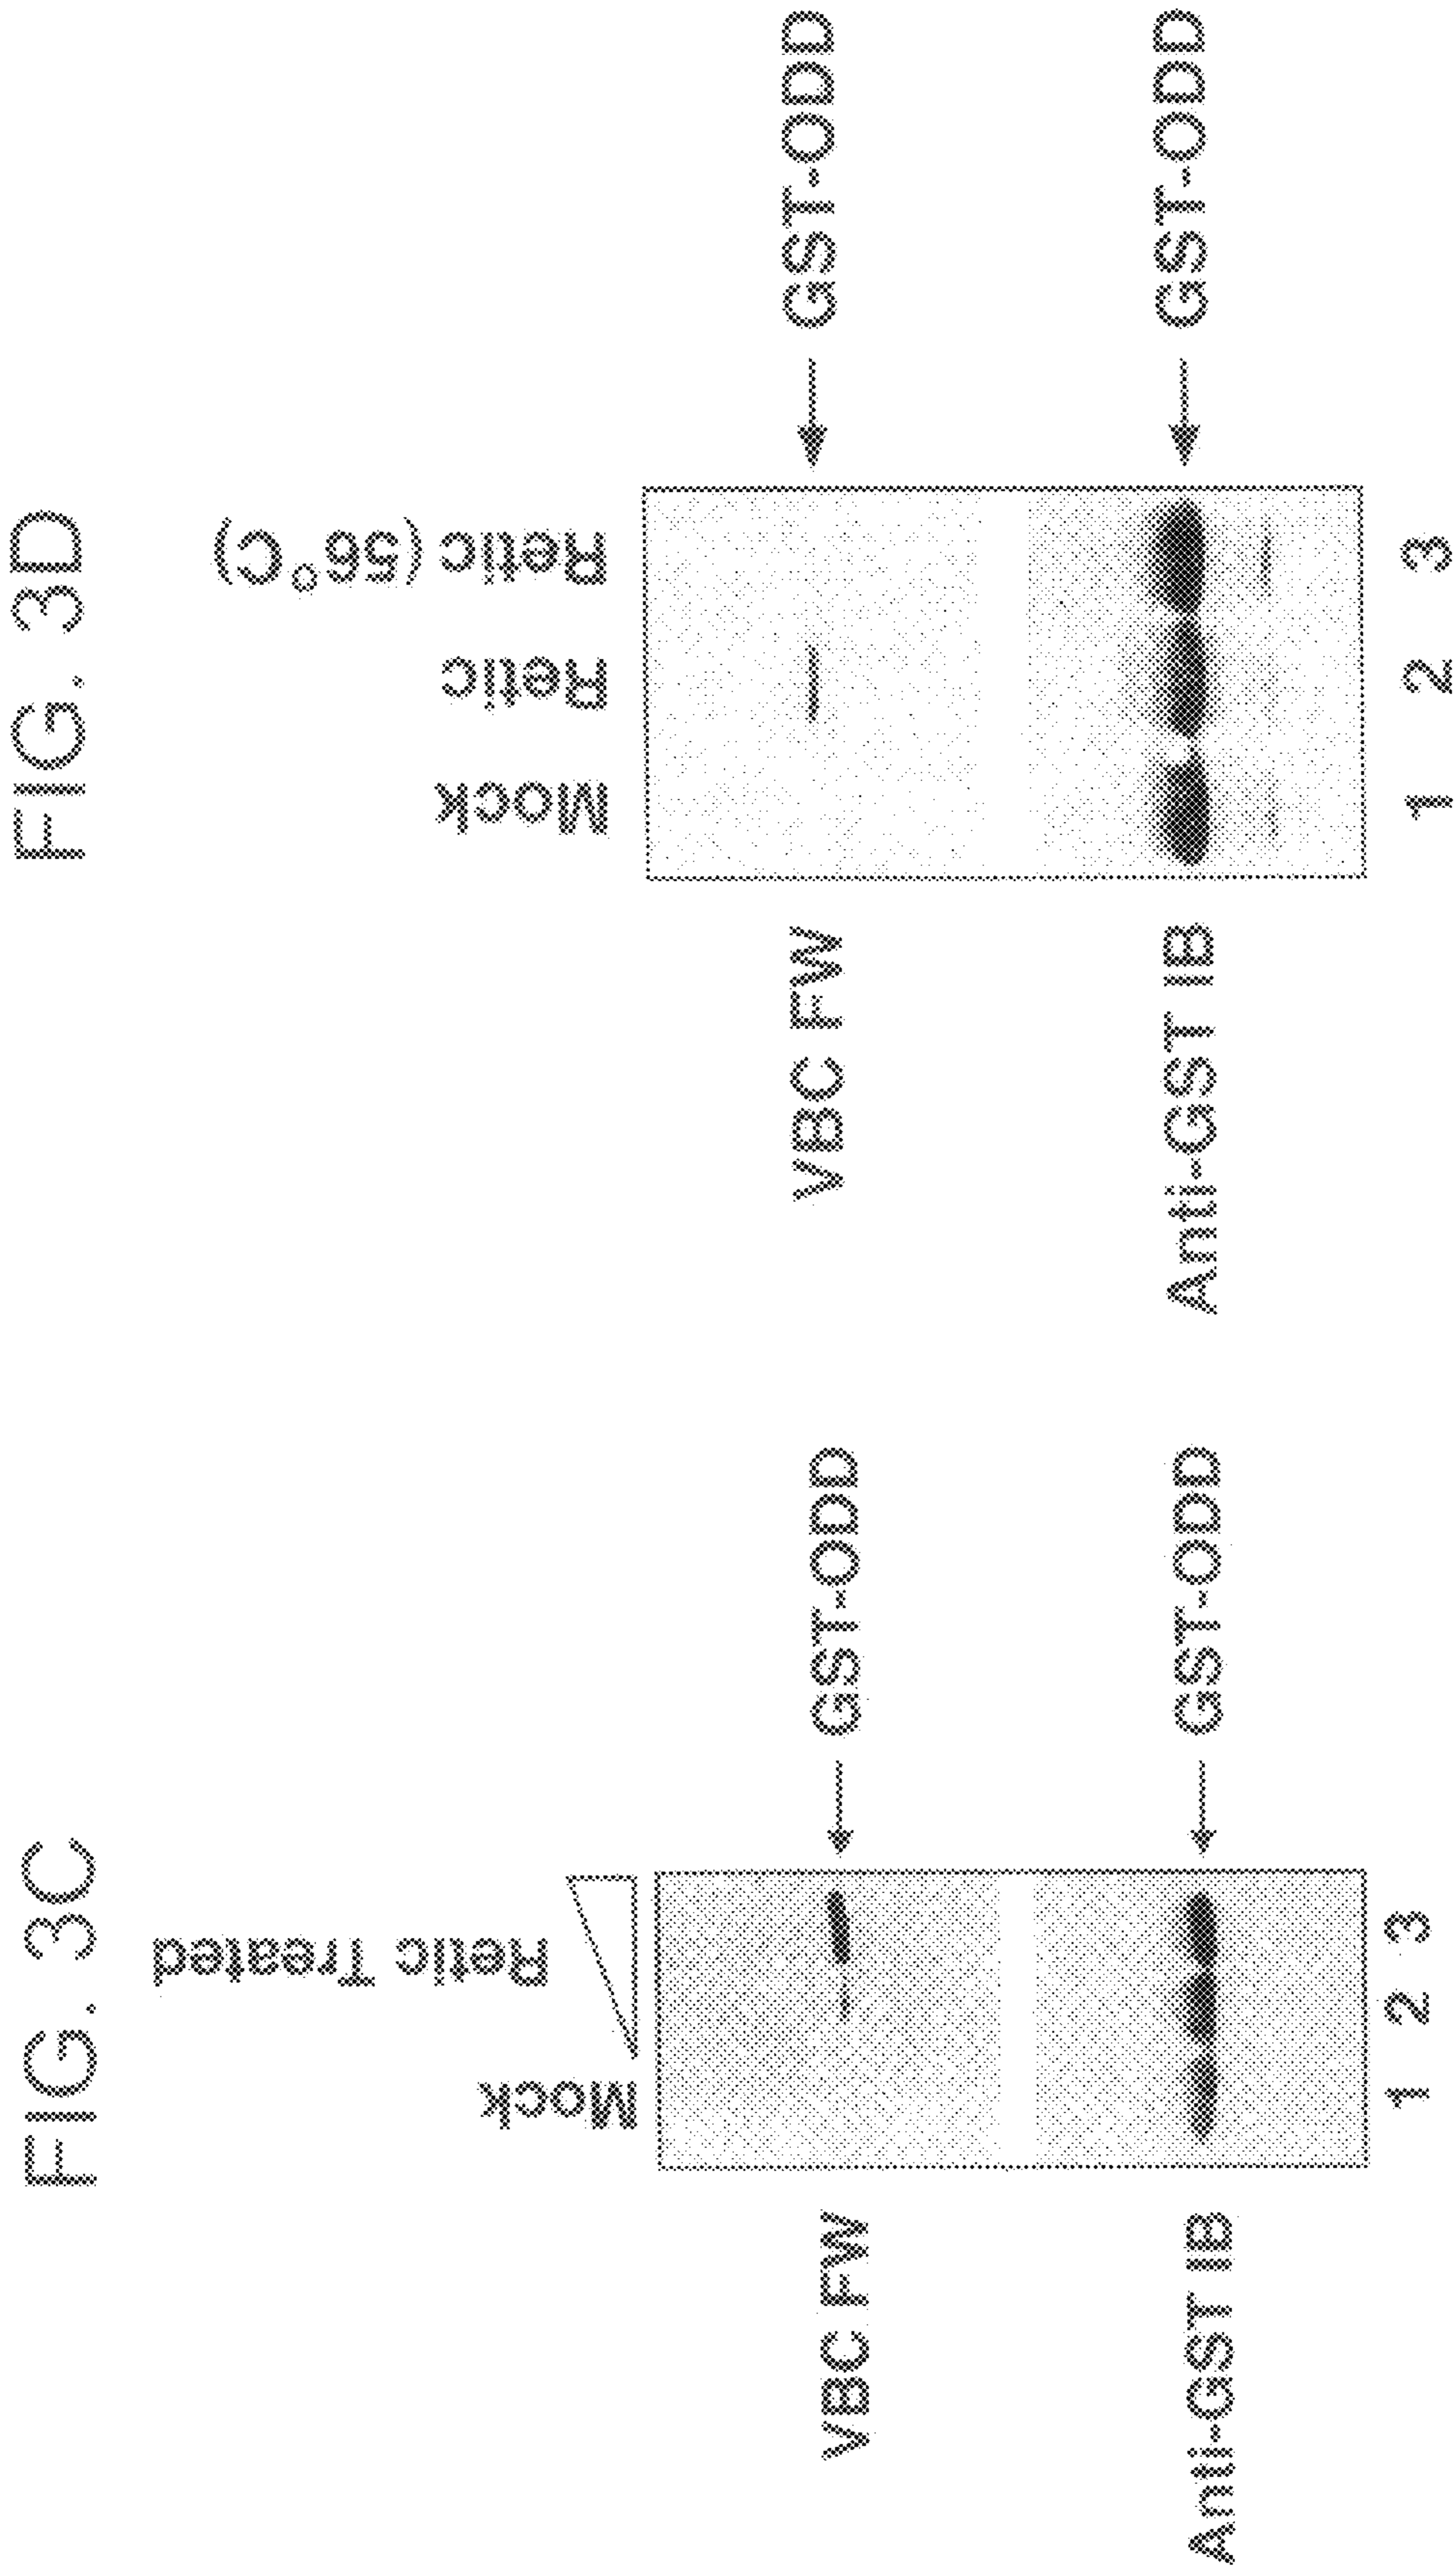 FIG. 3C
Retic Treated
Mock
VBC FW
GST-ODD
Anti-GST IB
GST-ODD
1 2 3
FIG. 3D
Mock
Retic
Retic (56°C)
VBC FW
GST-ODD
Anti-GST IB
GST-ODD
1 2 3